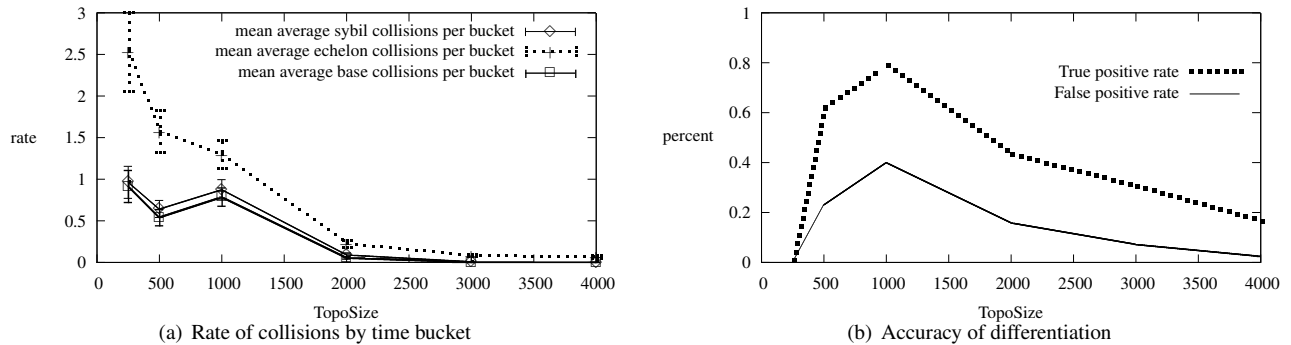 3
2.5
2
1.5
1
0.5
0
rate
mean average sybil collisions per bucket
mean average echelon collisions per bucket
mean average base collisions per bucket
0 500 1000 1500 2000 2500 3000 3500 4000
TopoSize
(a) Rate of collisions by time bucket
1
0.8
0.6
0.4
0.2
0
percent
True positive rate
False positive rate
0 500 1000 1500 2000 2500 3000 3500 4000
TopoSize
(b) Accuracy of differentiation